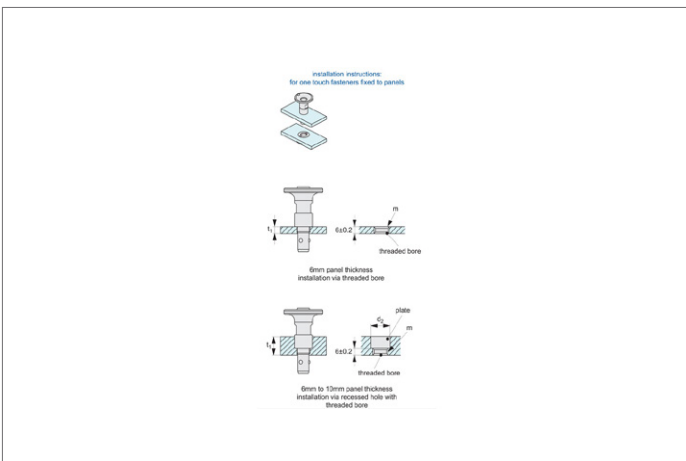 installation instructions:
for one touch fasteners fixed to panels
m
t₁
6±0.2
threaded bore
6mm panel thickness
installation via threaded bore
plate
d₂
m
t₁
6±0.2
threaded bore
6mm to 10mm panel thickness
installation via recessed hole with
threaded bore